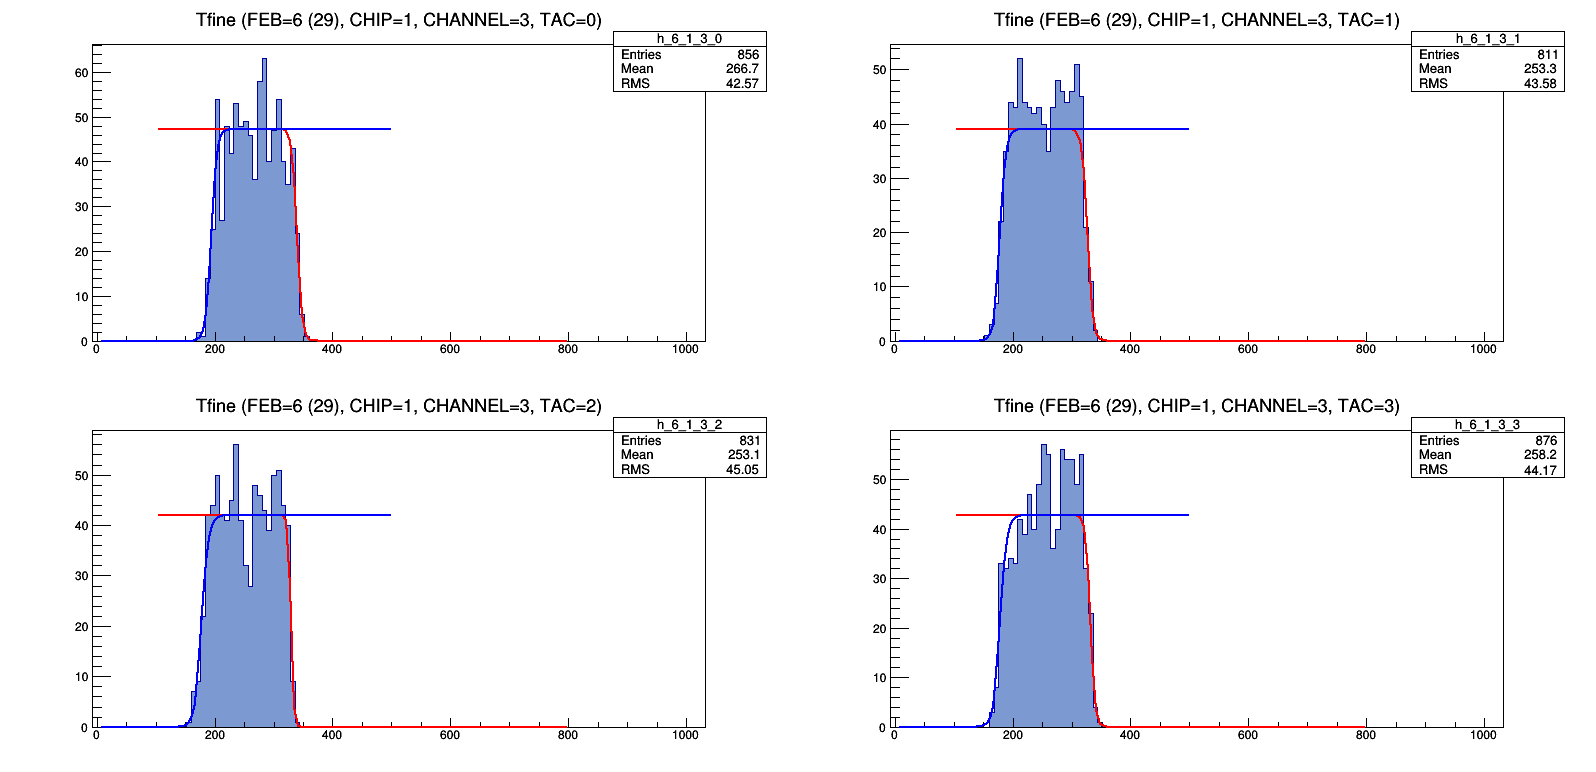 Tfine (FEB=6 (29), CHIP=1, CHANNEL=3, TAC=0)
h_6_1_3_0
Entries 856
Mean 266.7
RMS 42.57
60
50
40
30
20
10
0
0 200 400 600 800 1000
Tfine (FEB=6 (29), CHIP=1, CHANNEL=3, TAC=1)
h_6_1_3_1
Entries 811
Mean 253.3
RMS 43.58
50
40
30
20
10
0
0 200 400 600 800 1000
Tfine (FEB=6 (29), CHIP=1, CHANNEL=3, TAC=2)
h_6_1_3_2
Entries 831
Mean 253.1
RMS 45.05
50
40
30
20
10
0
0 200 400 600 800 1000
Tfine (FEB=6 (29), CHIP=1, CHANNEL=3, TAC=3)
h_6_1_3_3
Entries 876
Mean 258.2
RMS 44.17
50
40
30
20
10
0
0 200 400 600 800 1000